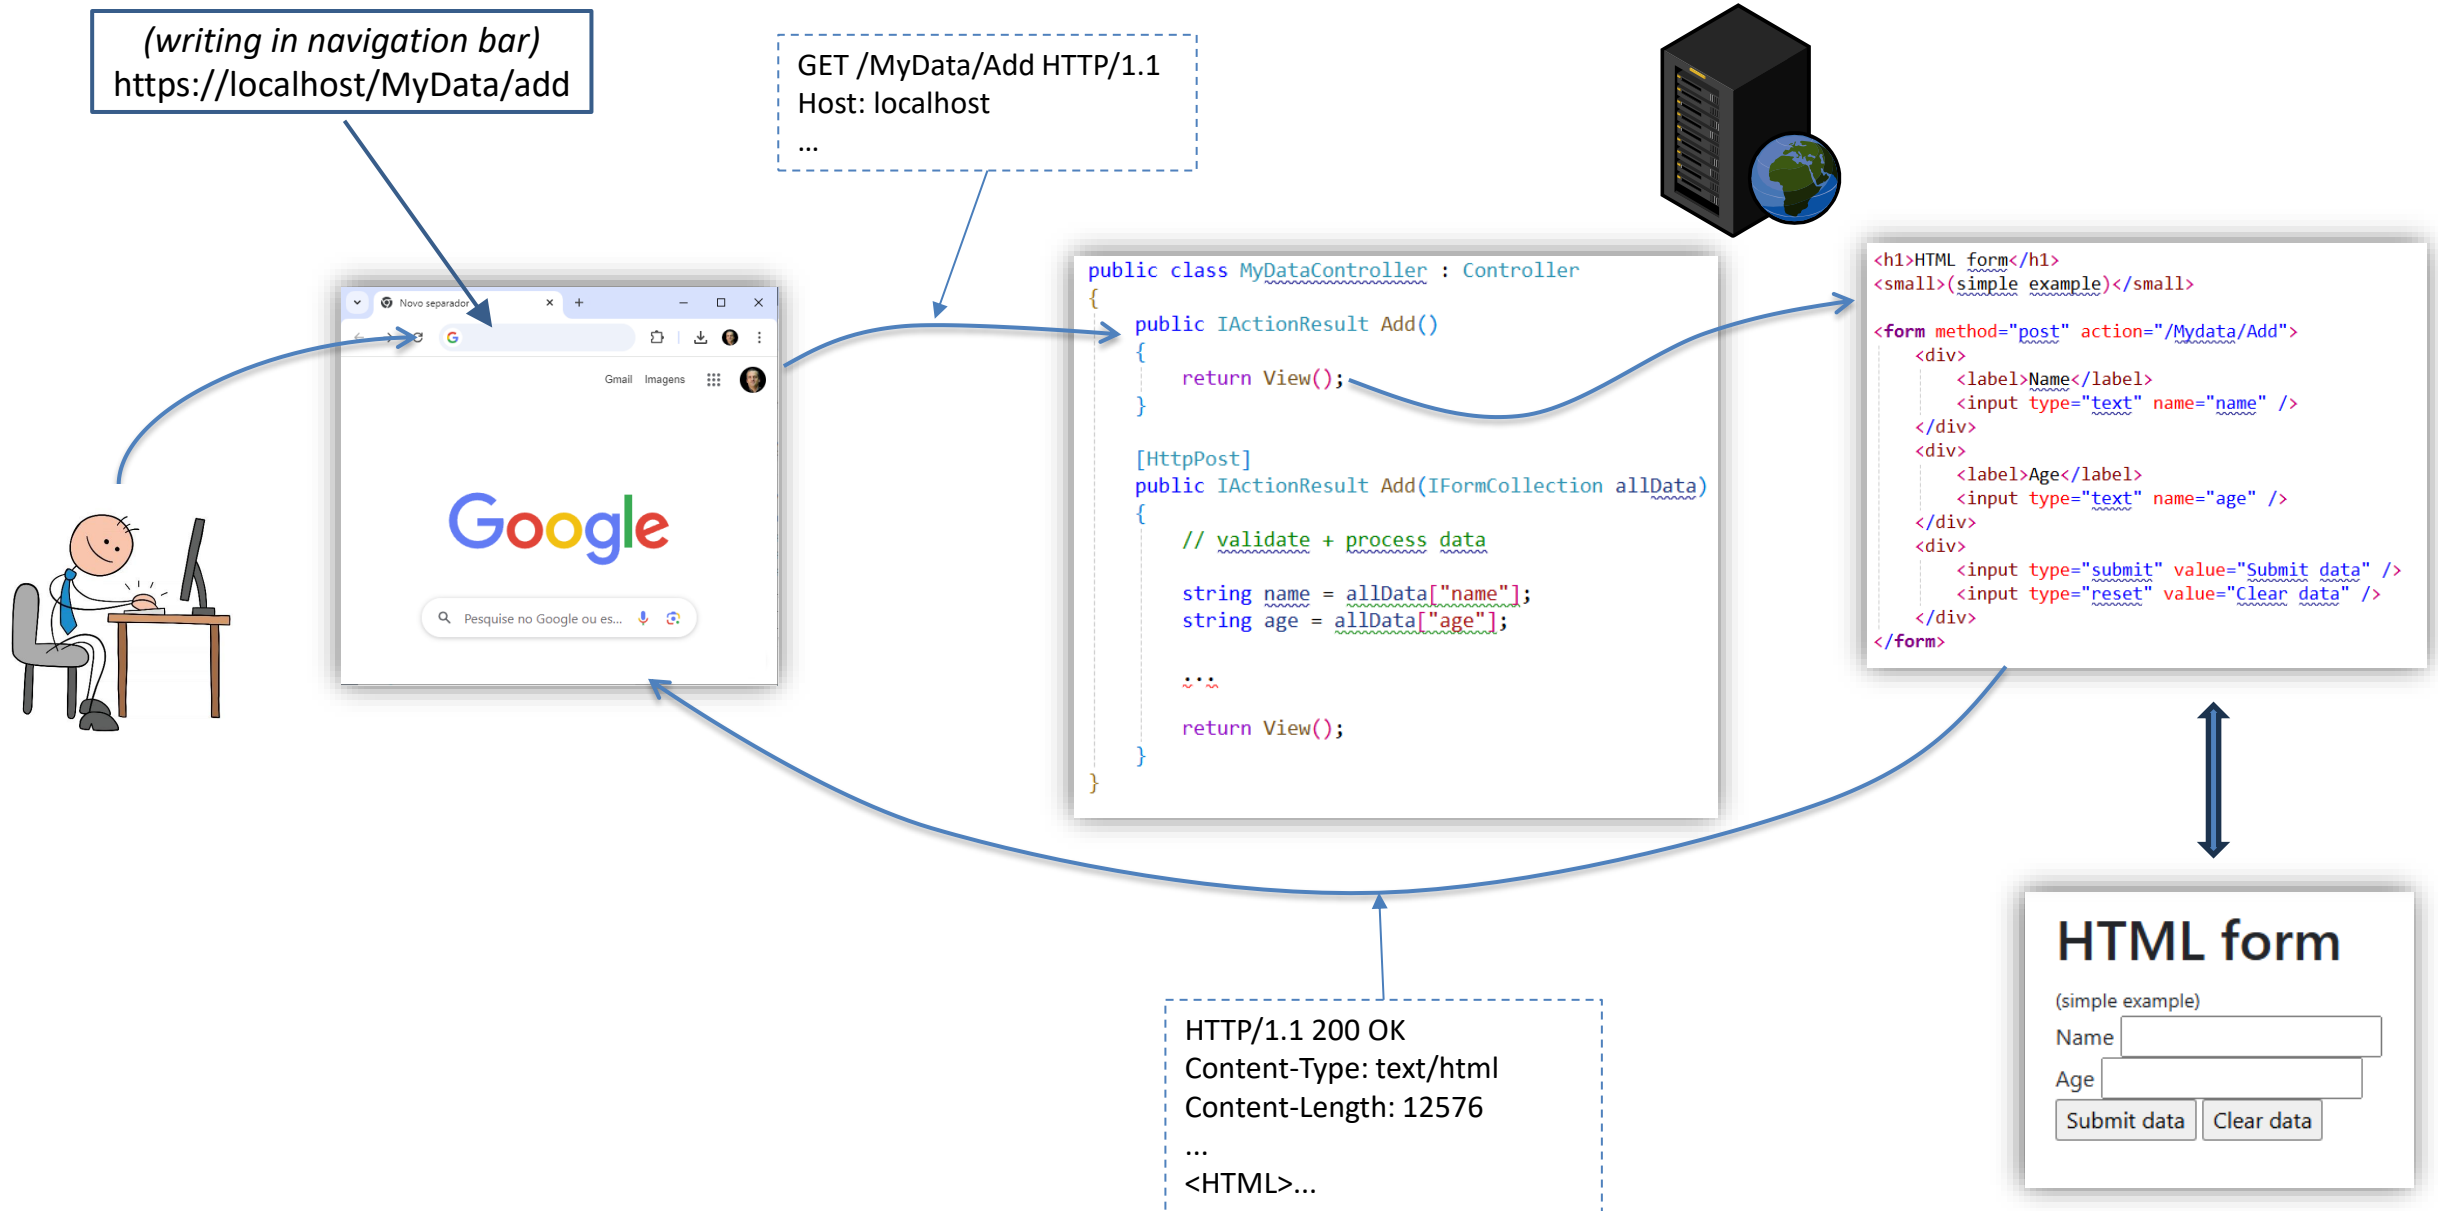 (writing in navigation bar)
https://localhost/MyData/add
GET /MyData/Add HTTP/1.1
Host: localhost
...
Novo separador
Gmail Imagens
Google
Pesquise no Google ou es...
public class MyDataController : Controller
{
public IActionResult Add()
{
return View();
}
[HttpPost]
public IActionResult Add(IFormCollection allData)
{
// validate + process data
string name = allData["name"];
string age = allData["age"];
...
return View();
}
}
<h1>HTML form</h1>
<small>(simple example)</small>
<form method="post" action="/Mydata/Add">
<div>
<label>Name</label>
<input type="text" name="name" />
</div>
<div>
<label>Age</label>
<input type="text" name="age" />
</div>
<div>
<input type="submit" value="Submit data" />
<input type="reset" value="Clear data" />
</div>
</form>
HTML form
(simple example)
Name
Age
Submit data Clear data
HTTP/1.1 200 OK
Content-Type: text/html
Content-Length: 12576
...
<HTML>...